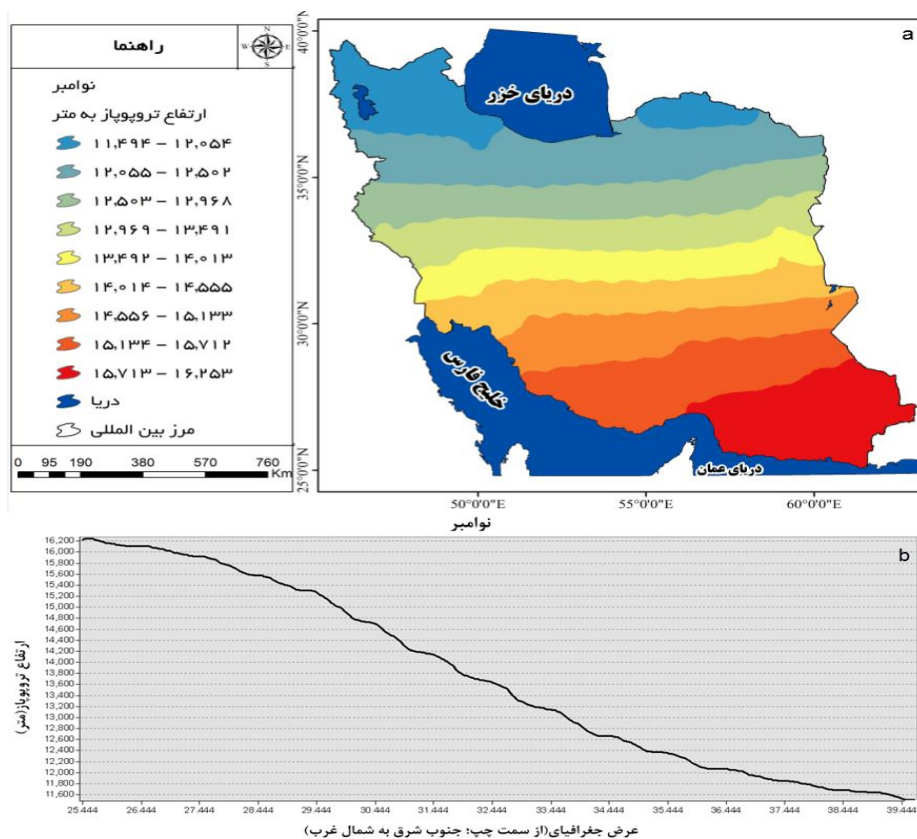 راهنما
N
W E
S
نوامبر
ارتفاع تروپوپاز به متر
۱۱,۴۹۴ – ۱۲,۰۵۴
۱۲,۰۵۵ – ۱۲,۵۰۲
۱۲,۵۰۳ – ۱۲,۹۶۸
۱۲,۹۶۹ – ۱۳,۴۹۱
۱۳,۴۹۲ – ۱۴,۰۱۳
۱۴,۰۱۴ – ۱۴,۵۵۵
۱۴,۵۵۶ – ۱۵,۱۳۳
۱۵,۱۳۴ – ۱۵,۷۱۲
۱۵,۷۱۳ – ۱۶,۲۵۳
دریا
مرز بین المللی
0 95 190 380 570 760
Km
a
40°0'0"N
35°0'0"N
30°0'0"N
25°0'0"N
دریای خزر
خلیج فارس
دریای عمان
50°0'0"E 55°0'0"E 60°0'0"E
نوامبر
b
16,200
16,000
15,800
15,600
15,400
15,200
15,000
14,800
14,600
14,400
14,200
14,000
13,800
13,600
13,400
13,200
13,000
12,800
12,600
12,400
12,200
12,000
11,800
11,600
ارتفاع تروپوپاز(متر)
25.444 26.444 27.444 28.444 29.444 30.444 31.444 32.444 33.444 34.444 35.444 36.444 37.444 38.444 39.444
عرض جغرافیای(از سمت چپ؛ جنوب شرق به شمال غرب)